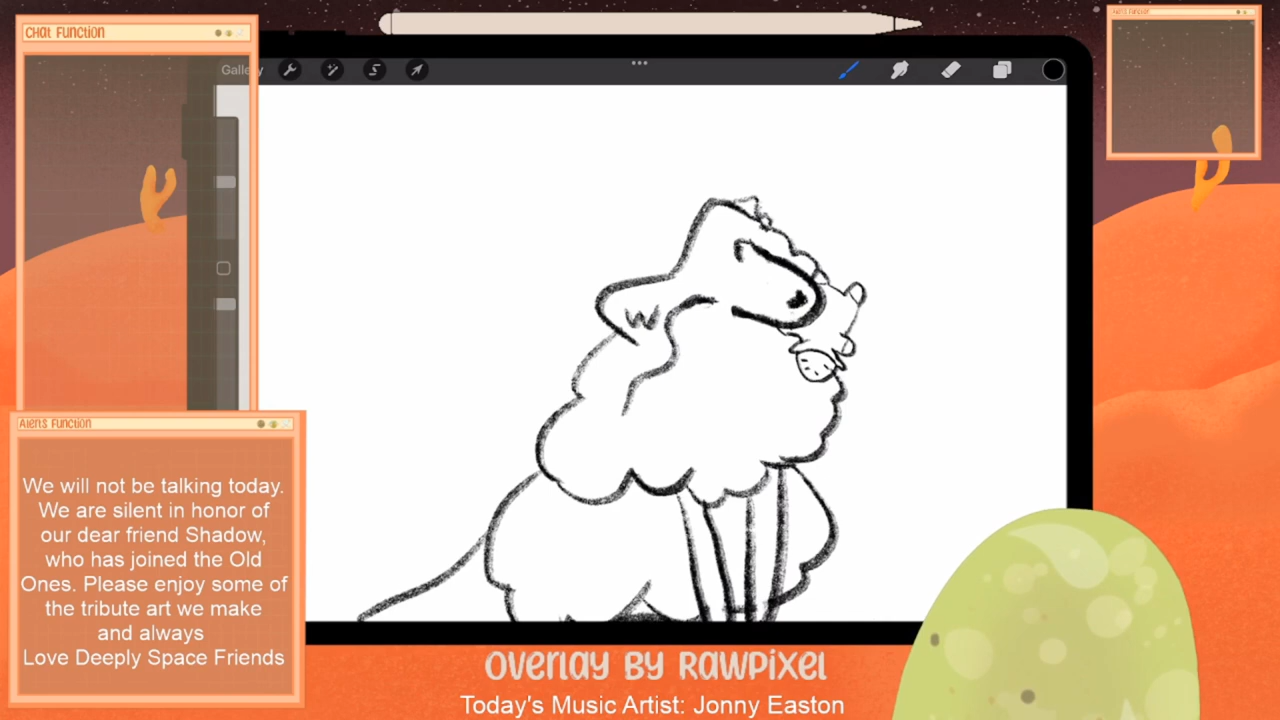 Chat Function
Gallery
Alerts Function
Alerts Function
We will not be talking today.
We are silent in honor of
our dear friend Shadow,
who has joined the Old
Ones. Please enjoy some of
the tribute art we make
and always
Love Deeply Space Friends
Overlay by Rawpixel
Today's Music Artist: Jonny Easton